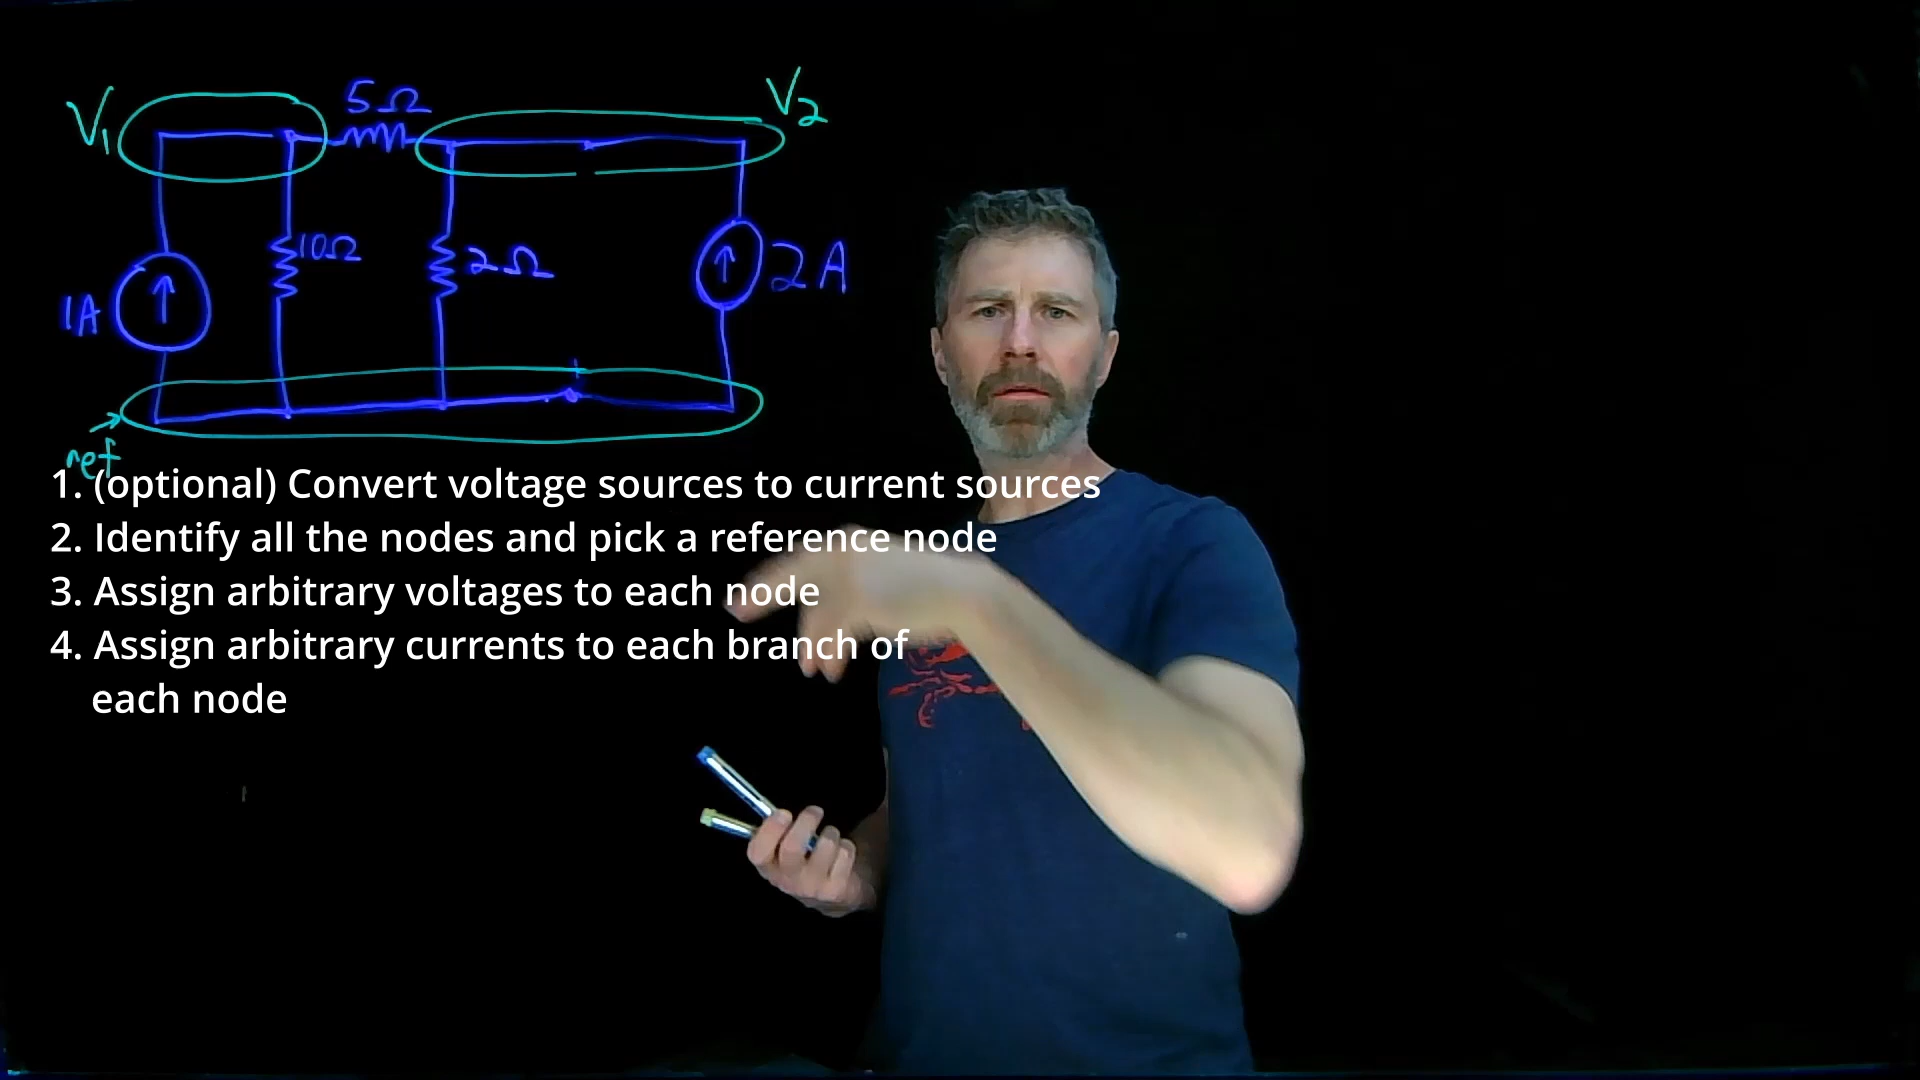 V1
5Ω
V2
10Ω
2Ω
1A
2A
ref
1. (optional) Convert voltage sources to current sources
2. Identify all the nodes and pick a reference node
3. Assign arbitrary voltages to each node
4. Assign arbitrary currents to each branch of
each node